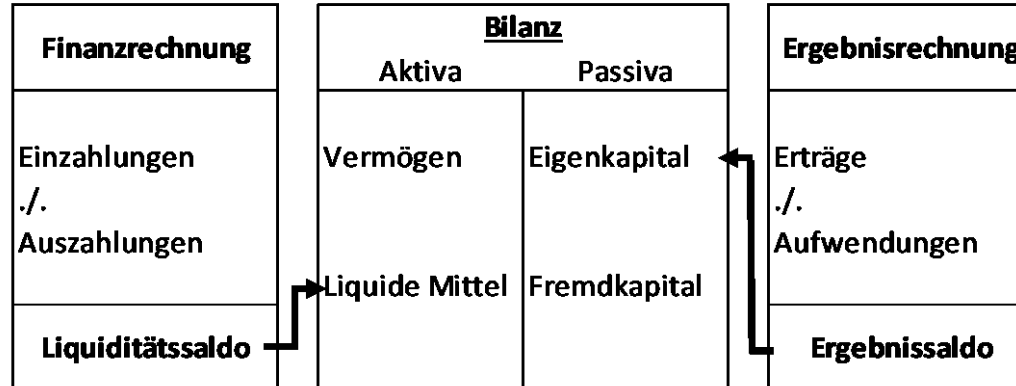 Finanzrechnung
Einzahlungen
./.
Auszahlungen
Liquiditätssaldo
Bilanz
Aktiva Passiva
Vermögen Eigenkapital
Liquide Mittel Fremdkapital
Ergebnisrechnung
Erträge
./.
Aufwendungen
Ergebnissaldo